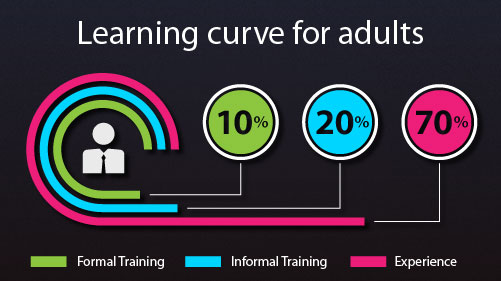 Learning curve for adults
10% 20% 70%
Formal Training Informal Training Experience